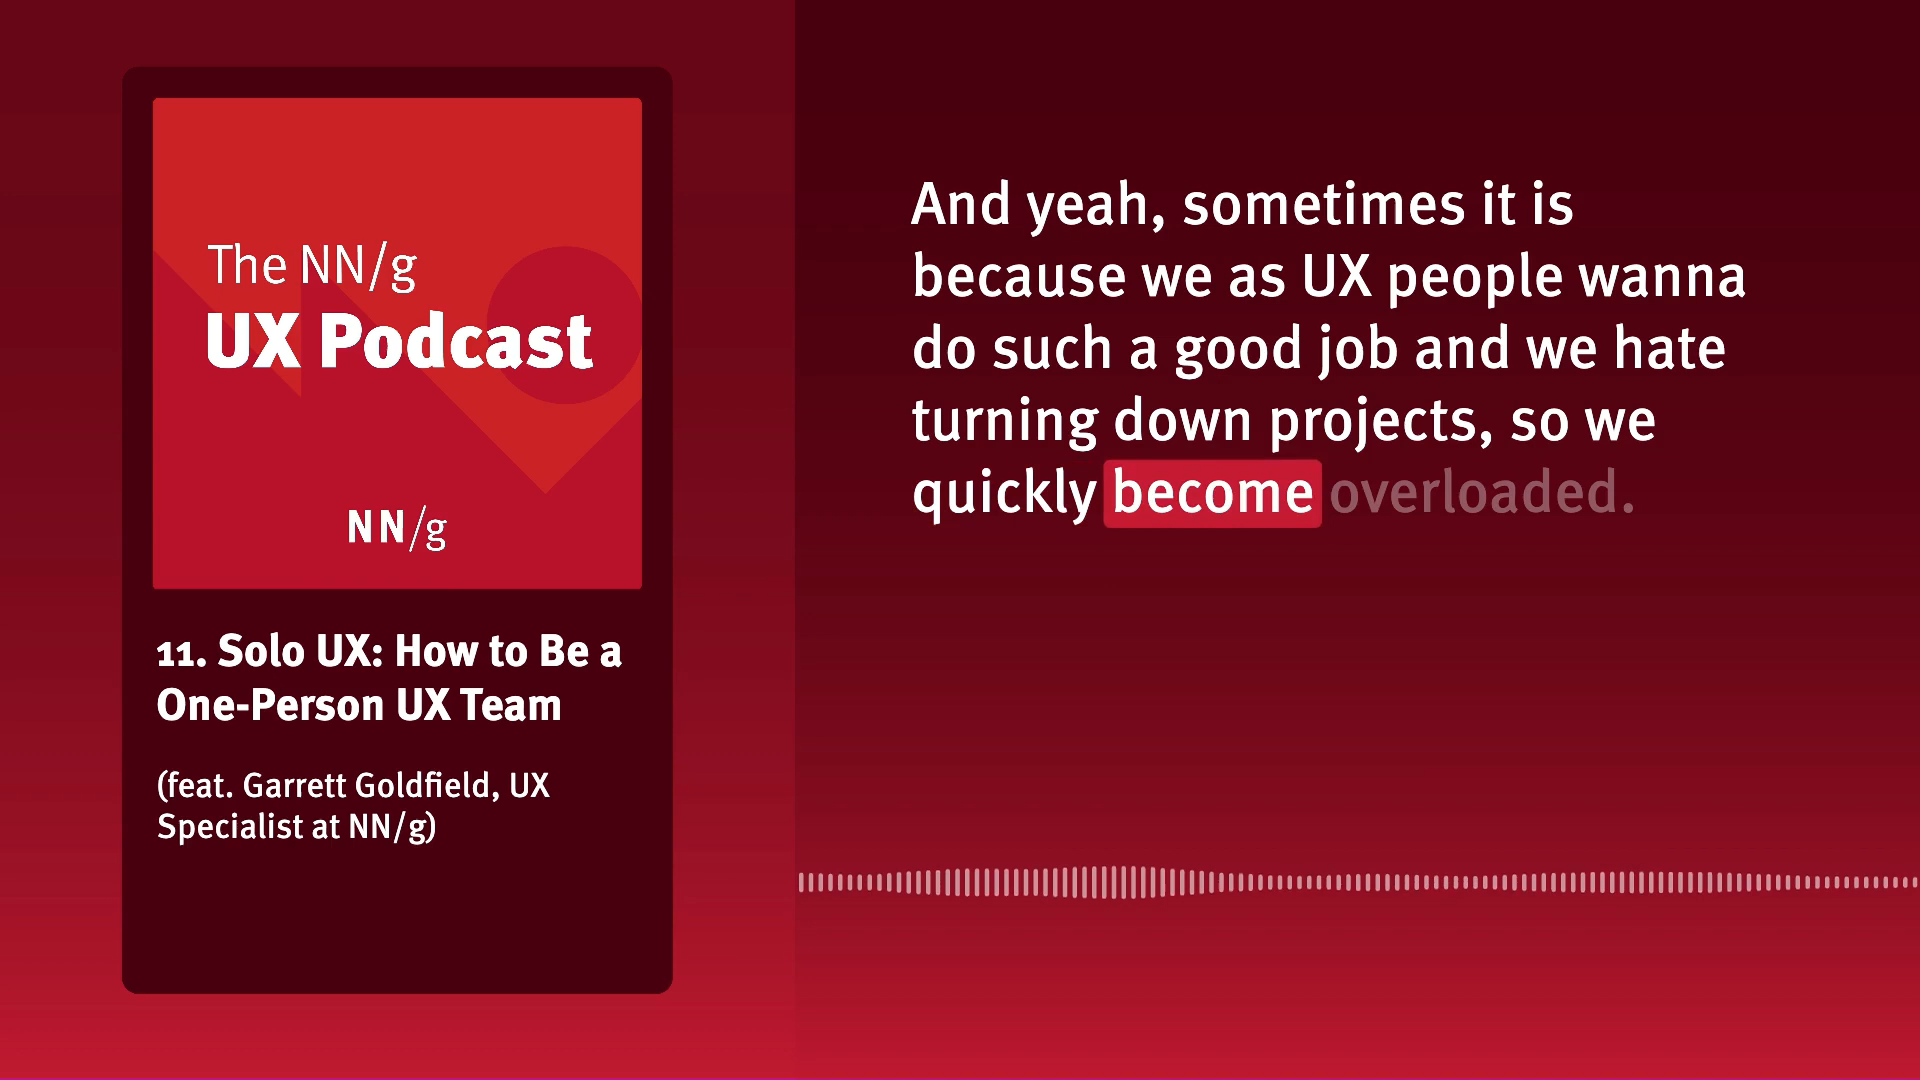 The NN/g
UX Podcast
NN/g
11. Solo UX: How to Be a
One-Person UX Team
(feat. Garrett Goldfield, UX
Specialist at NN/g)
And yeah, sometimes it is
because we as UX people wanna
do such a good job and we hate
turning down projects, so we
quickly become overloaded.